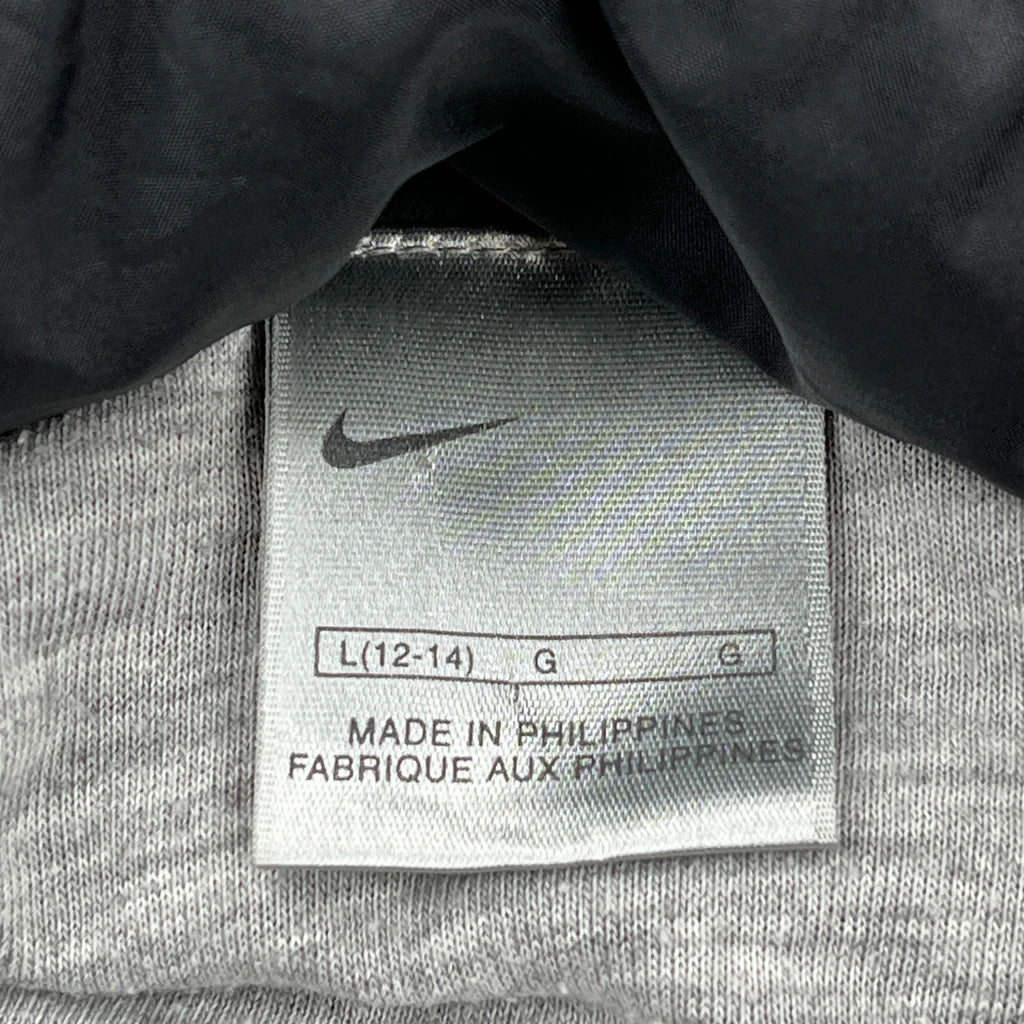 L(12-14) G G
MADE IN PHILIPPINES
FABRIQUE AUX PHILIPPINES